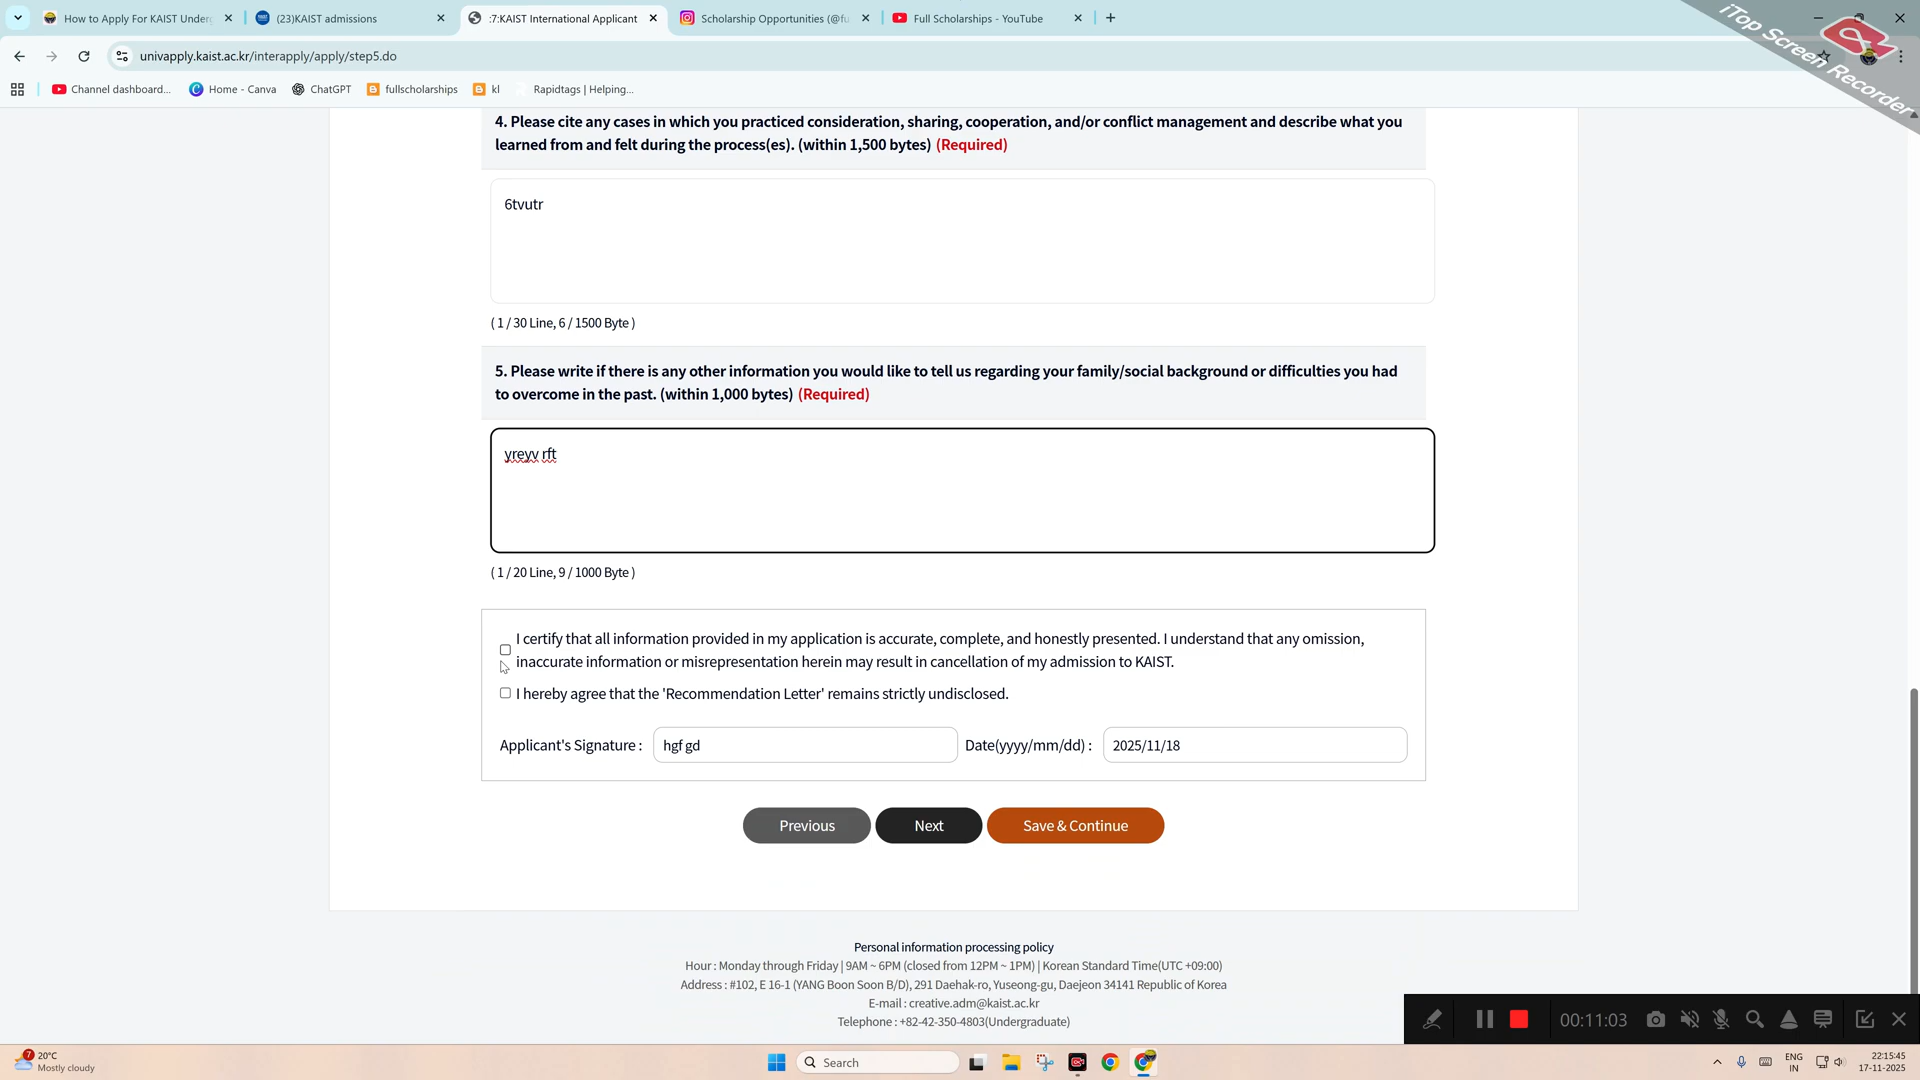 How to Apply For KAIST Underg
(23)KAIST admissions
:7:KAIST International Applicant
Scholarship Opportunities (@fu
Full Scholarships - YouTube
univapply.kaist.ac.kr/interapply/apply/step5.do
Channel dashboard...
Home - Canva
ChatGPT
fullscholarships
kl
Rapidtags | Helping...
iTop Screen Recorder
4. Please cite any cases in which you practiced consideration, sharing, cooperation, and/or conflict management and describe what you
learned from and felt during the process(es). (within 1,500 bytes) (Required)
6tvutr
( 1 / 30 Line, 6 / 1500 Byte )
5. Please write if there is any other information you would like to tell us regarding your family/social background or difficulties you had
to overcome in the past. (within 1,000 bytes) (Required)
yreyv rft
( 1 / 20 Line, 9 / 1000 Byte )
I certify that all information provided in my application is accurate, complete, and honestly presented. I understand that any omission,
inaccurate information or misrepresentation herein may result in cancellation of my admission to KAIST.
I hereby agree that the 'Recommendation Letter' remains strictly undisclosed.
Applicant's Signature : hgf gd Date(yyyy/mm/dd) : 2025/11/18
Previous Next Save & Continue
Personal information processing policy
Hour : Monday through Friday | 9AM ~ 6PM (closed from 12PM ~ 1PM) | Korean Standard Time(UTC +09:00)
Address : #102, E 16-1 (YANG Boon Soon B/D), 291 Daehak-ro, Yuseong-gu, Daejeon 34141 Republic of Korea
E-mail : creative.adm@kaist.ac.kr
Telephone : +82-42-350-4803(Undergraduate)
00:11:03
7
20°C
Mostly cloudy
Search
ENG
IN
22:15:45
17-11-2025